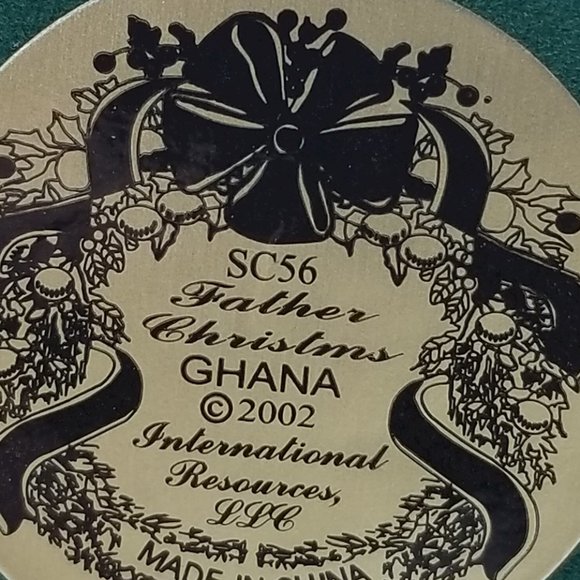 SC56
Father
Christms
GHANA
©2002
International
Resources,
LLC
MADE IN CHINA